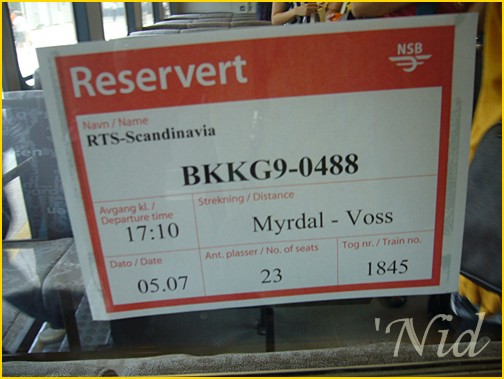 Reservert
NSB
Navn / Name
RTS-Scandinavia
BKKG9-0488
Avgang kl. /
Departure time
17:10
Strekning / Distance
Myrdal - Voss
Dato / Date
05.07
Ant. plasser / No. of seats
23
Tog nr. / Train no.
1845
'Nid